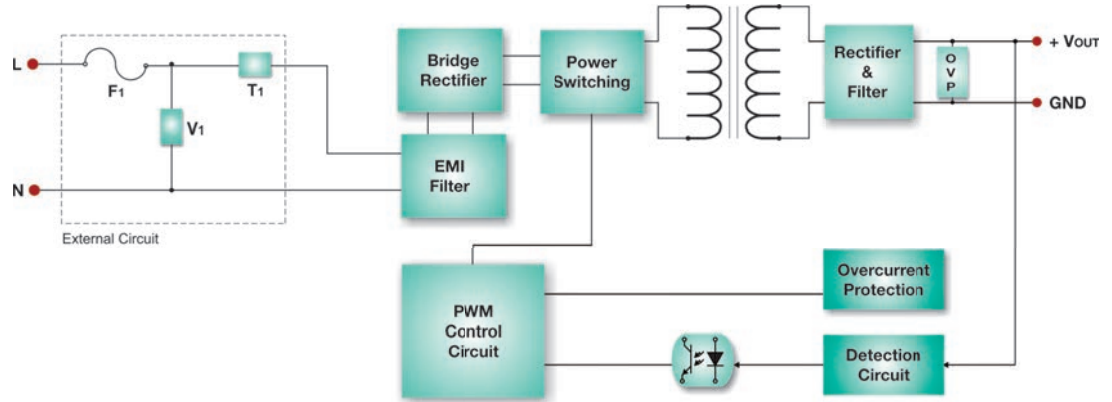 L
F1
T1
V1
N
External Circuit
Bridge
Rectifier
EMI
Filter
Power
Switching
Rectifier
&
Filter
O
V
P
+ VOUT
GND
PWM
Control
Circuit
Overcurrent
Protection
Detection
Circuit